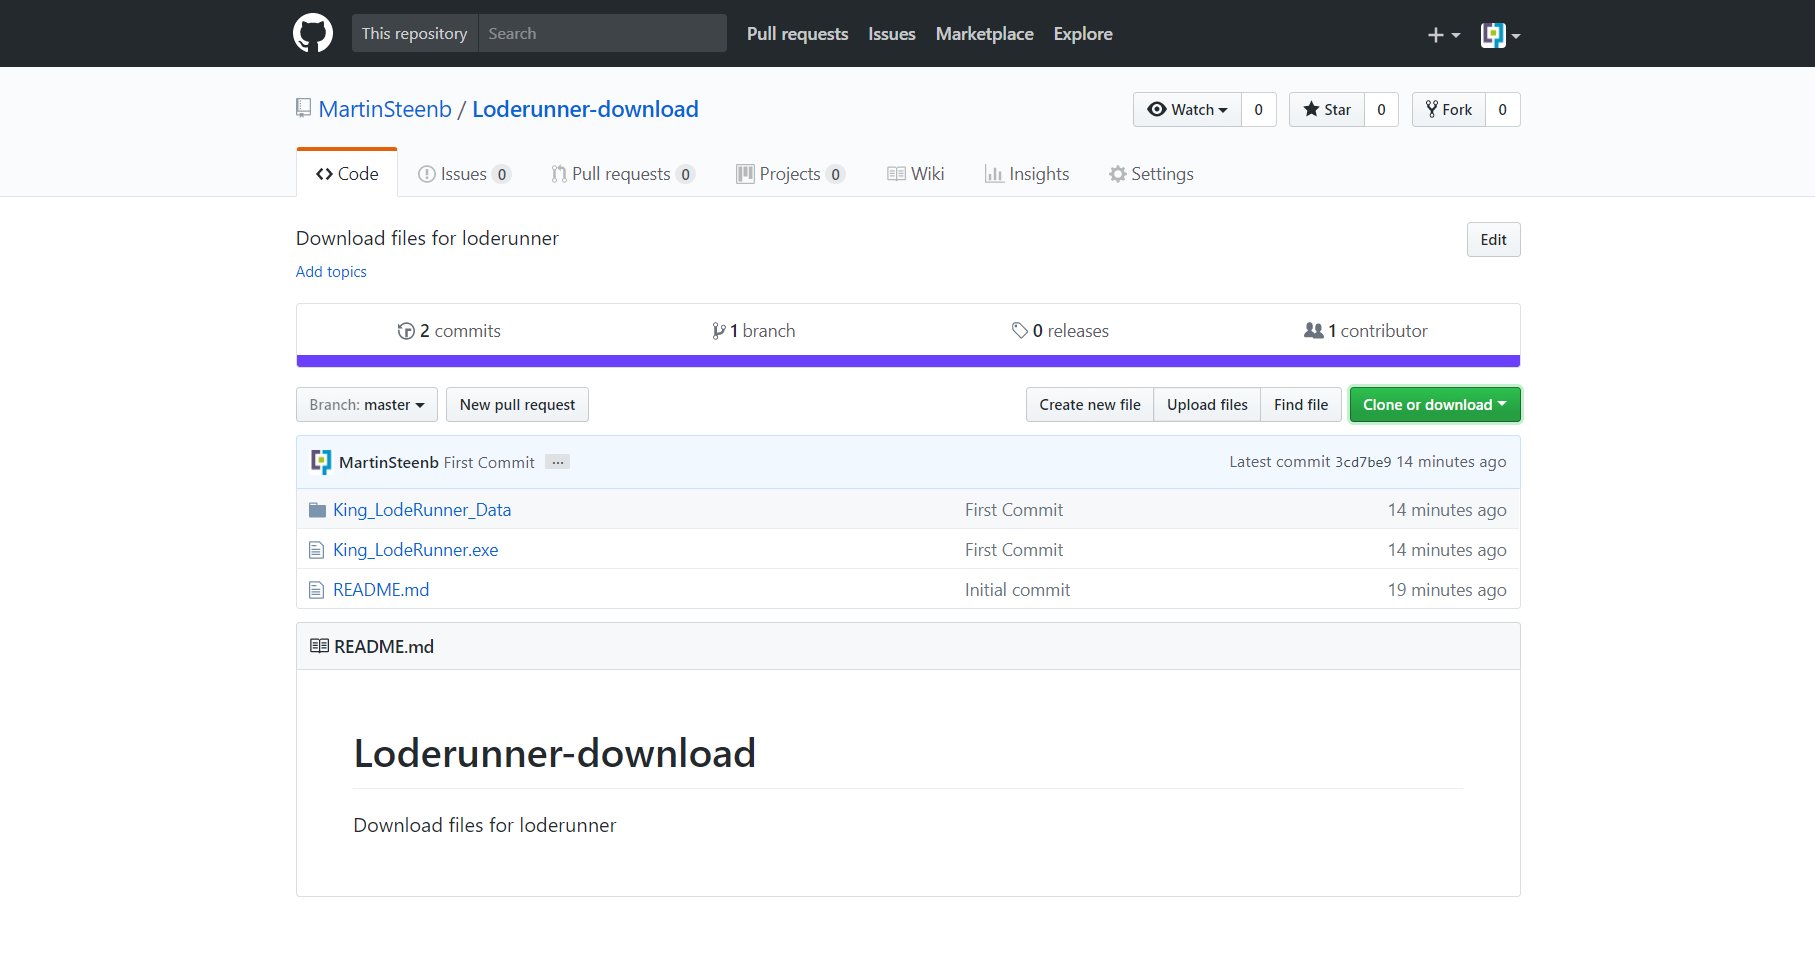 This repository Search Pull requests Issues Marketplace Explore
MartinSteenb / Loderunner-download Watch 0 Star 0 Fork 0
Code Issues 0 Pull requests 0 Projects 0 Wiki Insights Settings
Download files for loderunner Edit
Add topics
2 commits 1 branch 0 releases 1 contributor
Branch: master New pull request Create new file Upload files Find file Clone or download
MartinSteenb First Commit ... Latest commit 3cd7be9 14 minutes ago
King_LodeRunner_Data First Commit 14 minutes ago
King_LodeRunner.exe First Commit 14 minutes ago
README.md Initial commit 19 minutes ago
README.md
Loderunner-download
Download files for loderunner